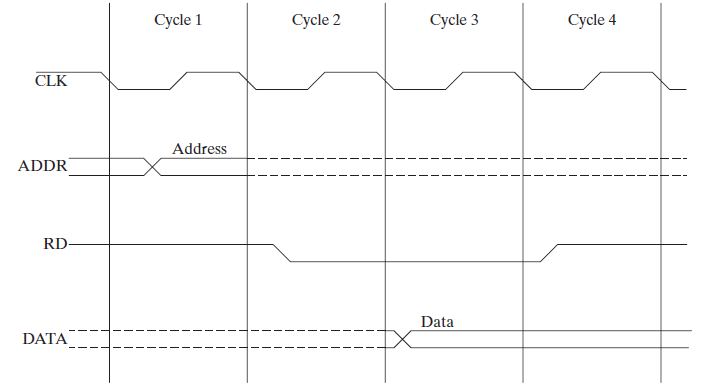 Cycle 1 Cycle 2 Cycle 3 Cycle 4
CLK
Address
ADDR
RD
Data
DATA